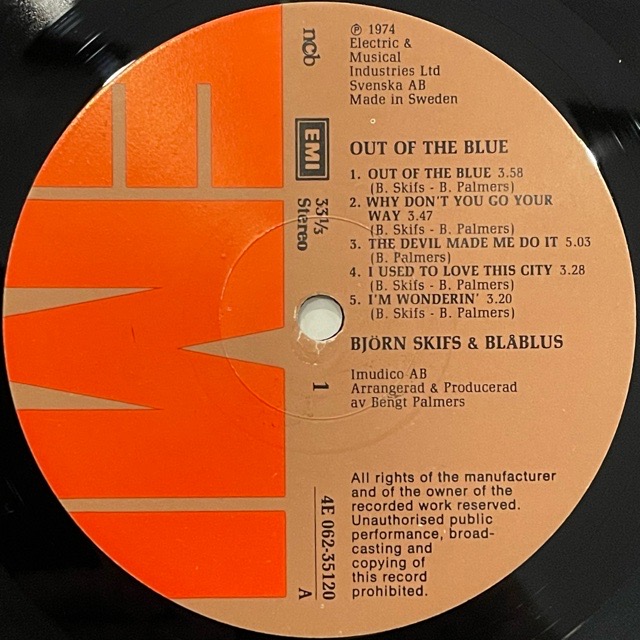 ℗ 1974
Electric &
Musical
Industries Ltd
Svenska AB
Made in Sweden
ncb
EMI
33⅓
Stereo
OUT OF THE BLUE
1. OUT OF THE BLUE 3.58
(B. Skifs - B. Palmers)
2. WHY DON'T YOU GO YOUR
WAY 3.47
(B. Skifs - B. Palmers)
3. THE DEVIL MADE ME DO IT 5.03
(B. Palmers)
4. I USED TO LOVE THIS CITY 3.28
(B. Skifs - B. Palmers)
5. I'M WONDERIN' 3.20
(B. Skifs - B. Palmers)
BJÖRN SKIFS & BLÅBLUS
1
Imudico AB
Arrangerad & Producerad
av Bengt Palmers
4E 062-35120
A
All rights of the manufacturer
and of the owner of the
recorded work reserved.
Unauthorised public
performance, broad-
casting and
copying of
this record
prohibited.
EMI